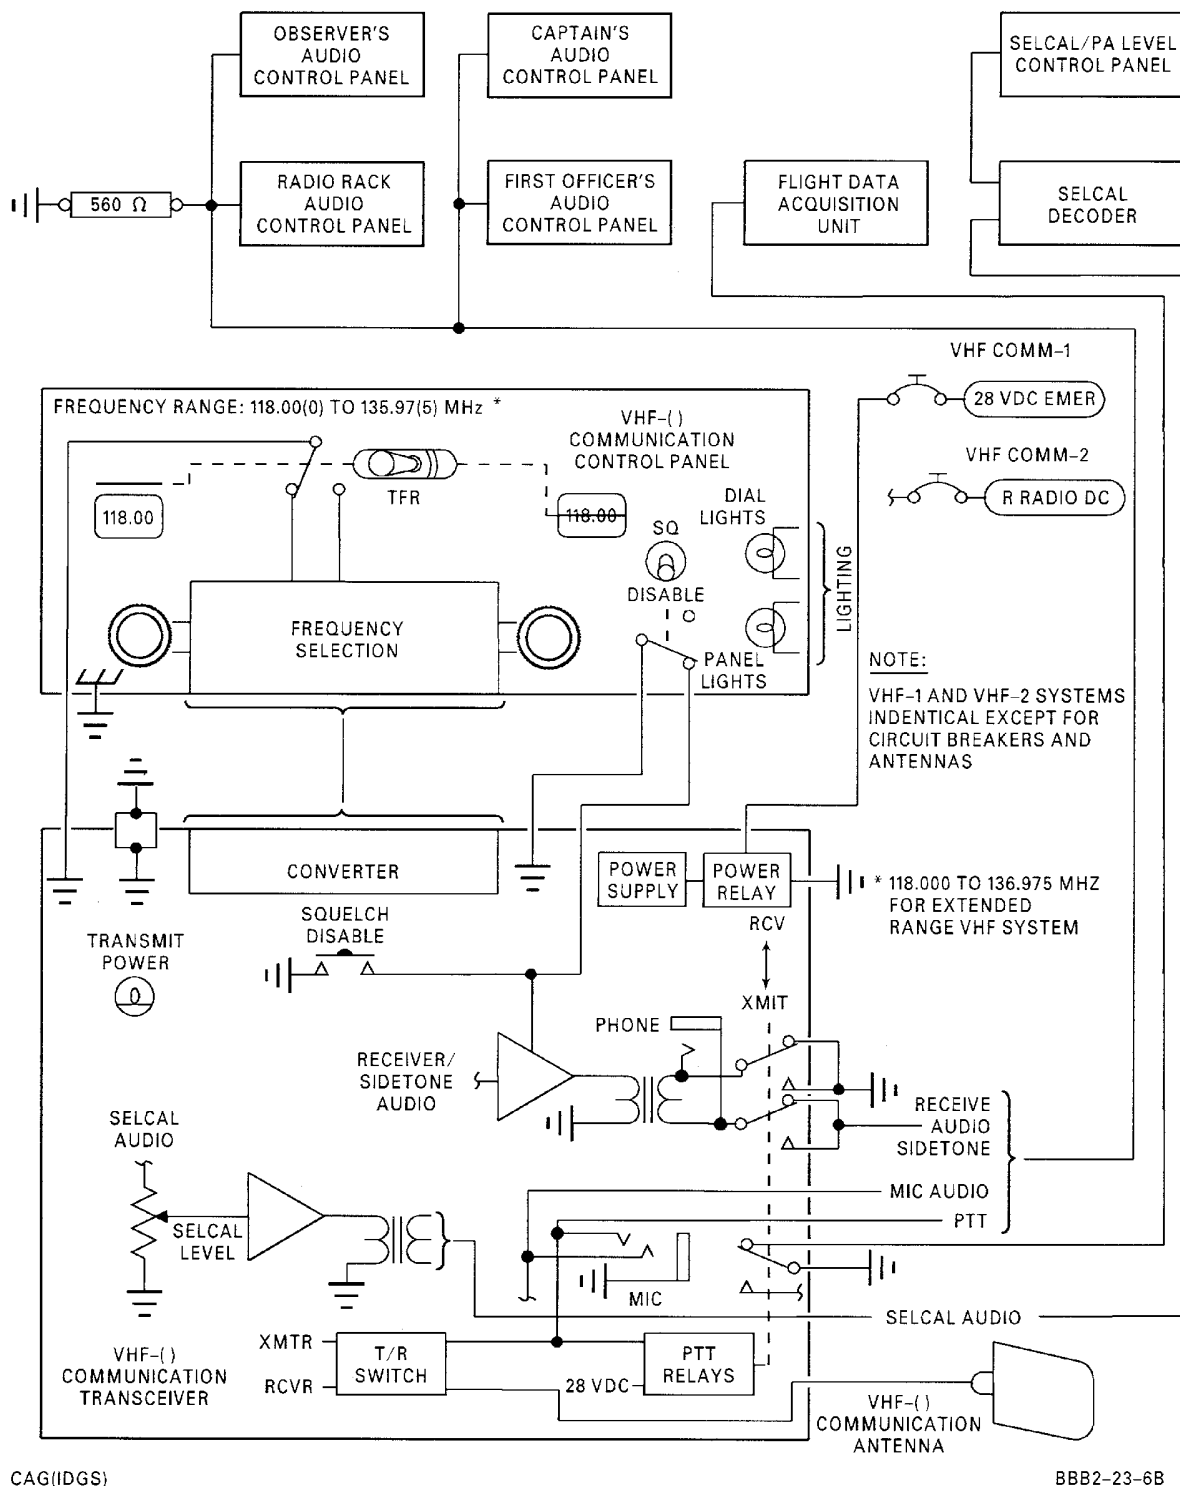 OBSERVER'S
AUDIO
CONTROL PANEL
CAPTAIN'S
AUDIO
CONTROL PANEL
SELCAL/PA LEVEL
CONTROL PANEL
560 Ω
RADIO RACK
AUDIO
CONTROL PANEL
FIRST OFFICER'S
AUDIO
CONTROL PANEL
FLIGHT DATA
ACQUISITION
UNIT
SELCAL
DECODER
VHF COMM-1
28 VDC EMER
VHF COMM-2
R RADIO DC
FREQUENCY RANGE: 118.00(0) TO 135.97(5) MHz *
VHF-( )
COMMUNICATION
CONTROL PANEL
TFR
118.00
118.00
DIAL
LIGHTS
SQ
DISABLE
LIGHTING
FREQUENCY
SELECTION
PANEL
LIGHTS
NOTE:
VHF-1 AND VHF-2 SYSTEMS
INDENTICAL EXCEPT FOR
CIRCUIT BREAKERS AND
ANTENNAS
CONVERTER
POWER
SUPPLY
POWER
RELAY
* 118.000 TO 136.975 MHZ
FOR EXTENDED
RANGE VHF SYSTEM
SQUELCH
DISABLE
RCV
XMIT
TRANSMIT
POWER
PHONE
RECEIVER/
SIDETONE
AUDIO
RECEIVE
AUDIO
SIDETONE
SELCAL
AUDIO
SELCAL
LEVEL
MIC AUDIO
PTT
MIC
SELCAL AUDIO
VHF-( )
COMMUNICATION
TRANSCEIVER
XMTR
RCVR
T/R
SWITCH
PTT
RELAYS
28 VDC
VHF-( )
COMMUNICATION
ANTENNA
CAG(IDGS)
BBB2-23-6B